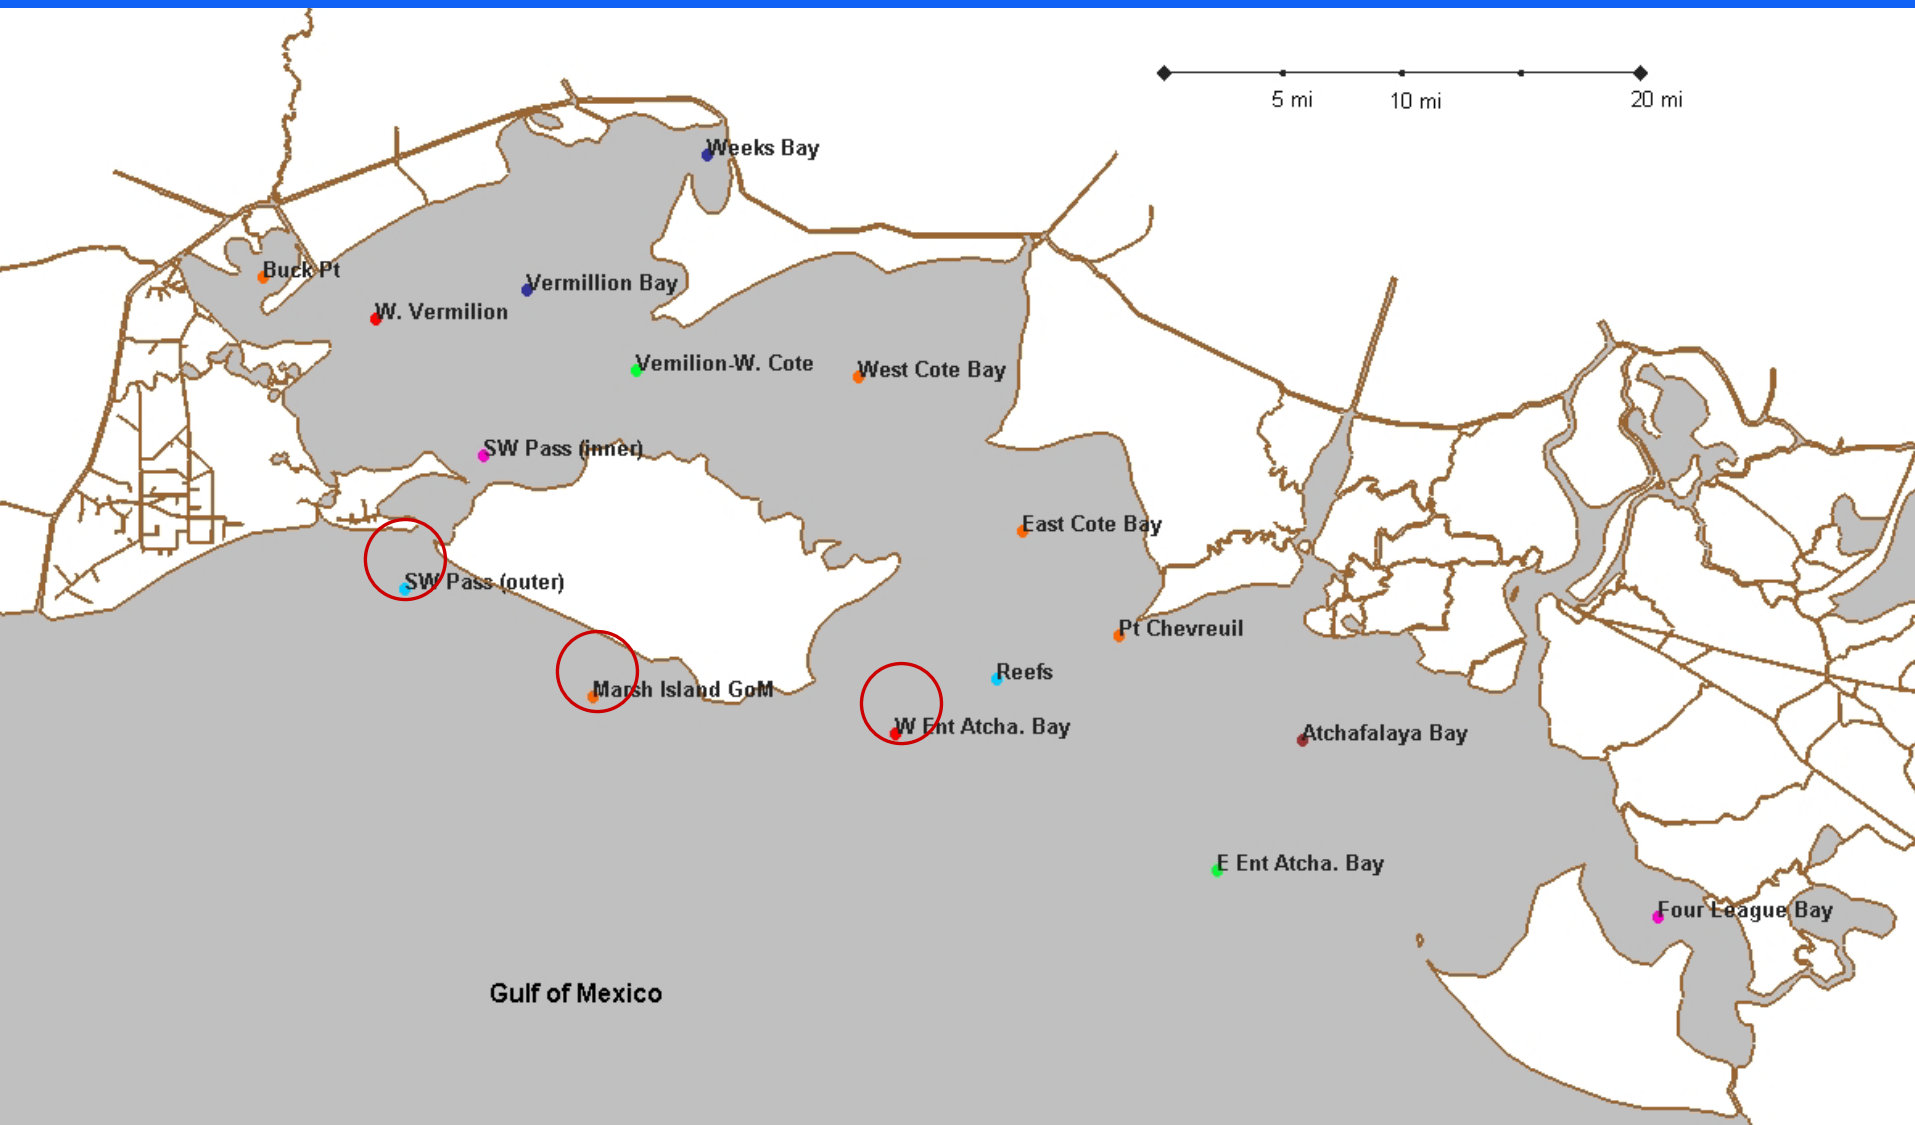 5 mi
10 mi
20 mi
Weeks Bay
Buck Pt
Vermillion Bay
W. Vermilion
Vemilion-W. Cote
West Cote Bay
SW Pass (inner)
East Cote Bay
SW Pass (outer)
Pt Chevreuil
Reefs
Marsh Island GoM
W Ent Atcha. Bay
Atchafalaya Bay
E Ent Atcha. Bay
Four League Bay
Gulf of Mexico